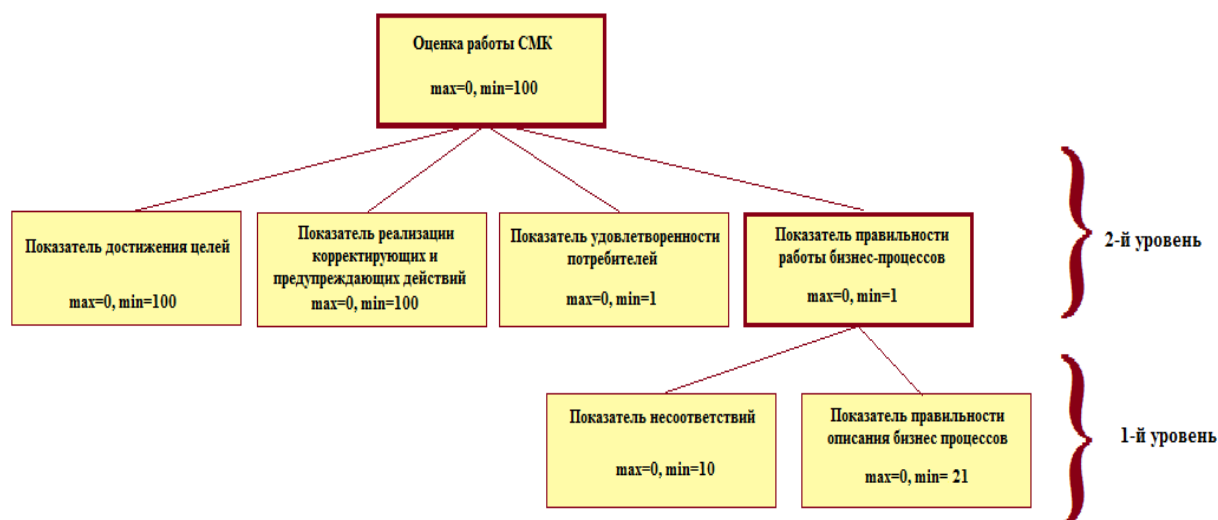 Оценка работы СМК
max=0, min=100
Показатель достижения целей
max=0, min=100
Показатель реализации
корректирующих и
предупреждающих действий
max=0, min=100
Показатель удовлетворенности
потребителей
max=0, min=1
Показатель правильности
работы бизнес-процессов
max=0, min=1
2-й уровень
Показатель несоответствий
max=0, min=10
Показатель правильности
описания бизнес процессов
max=0, min= 21
1-й уровень